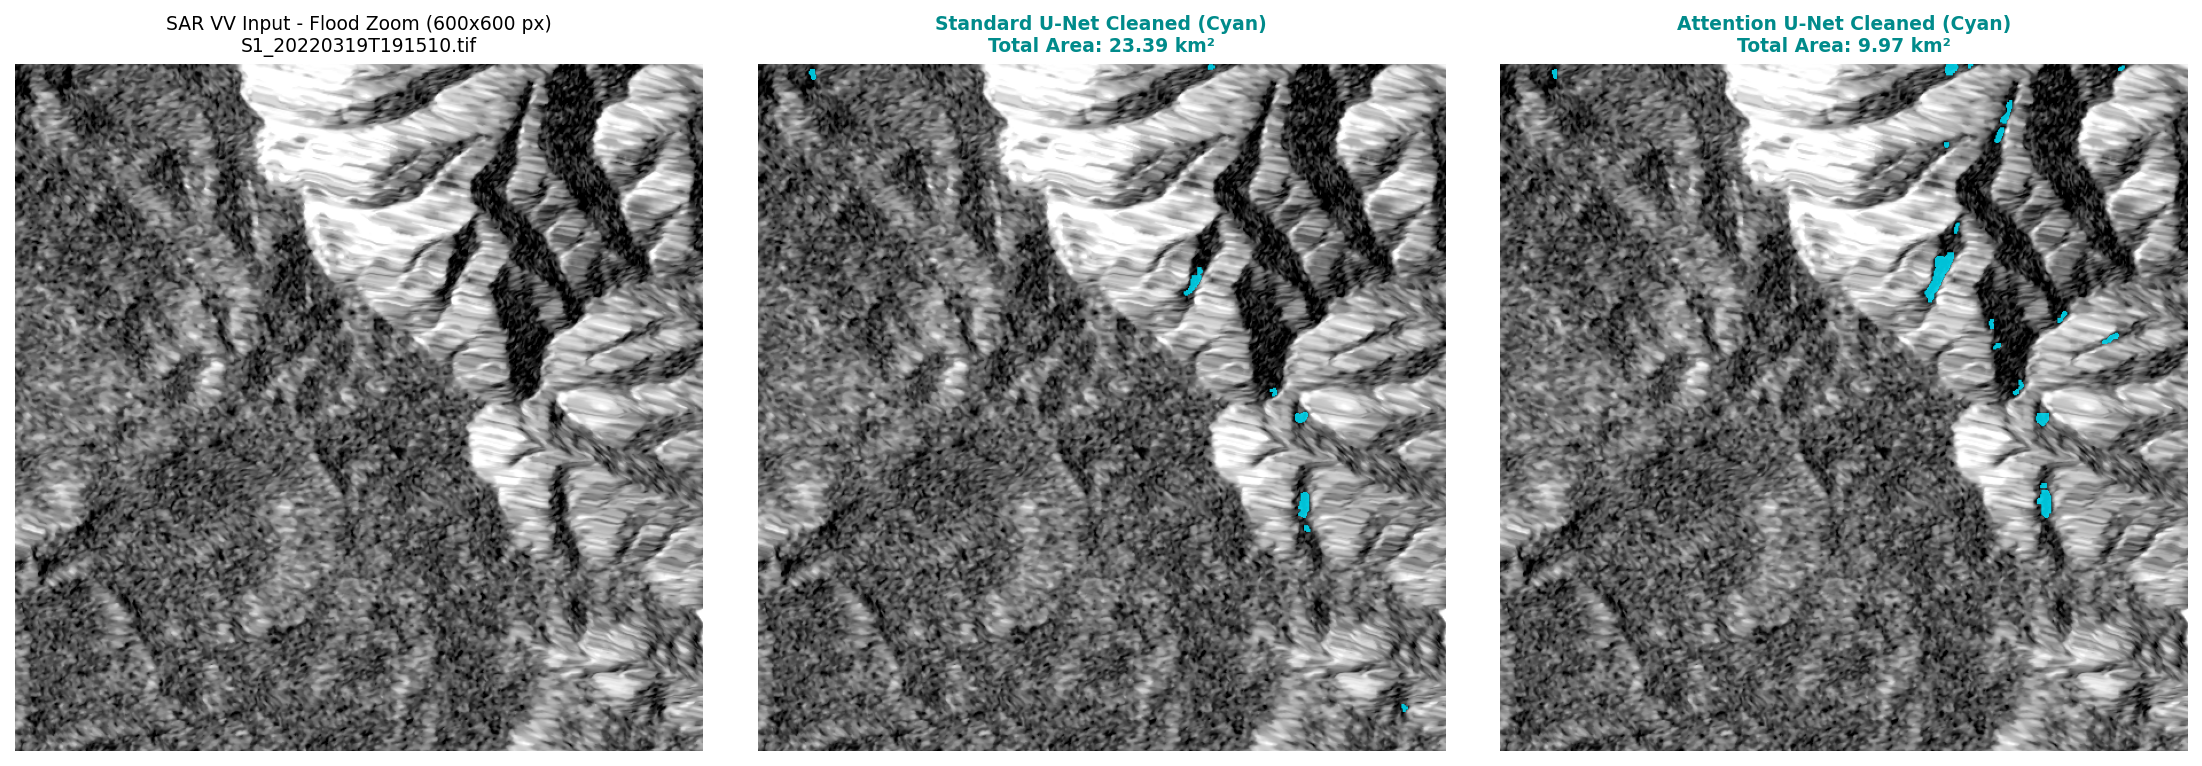 SAR VV Input - Flood Zoom (600x600 px)
S1_20220319T191510.tif
Standard U-Net Cleaned (Cyan)
Total Area: 23.39 km²
Attention U-Net Cleaned (Cyan)
Total Area: 9.97 km²